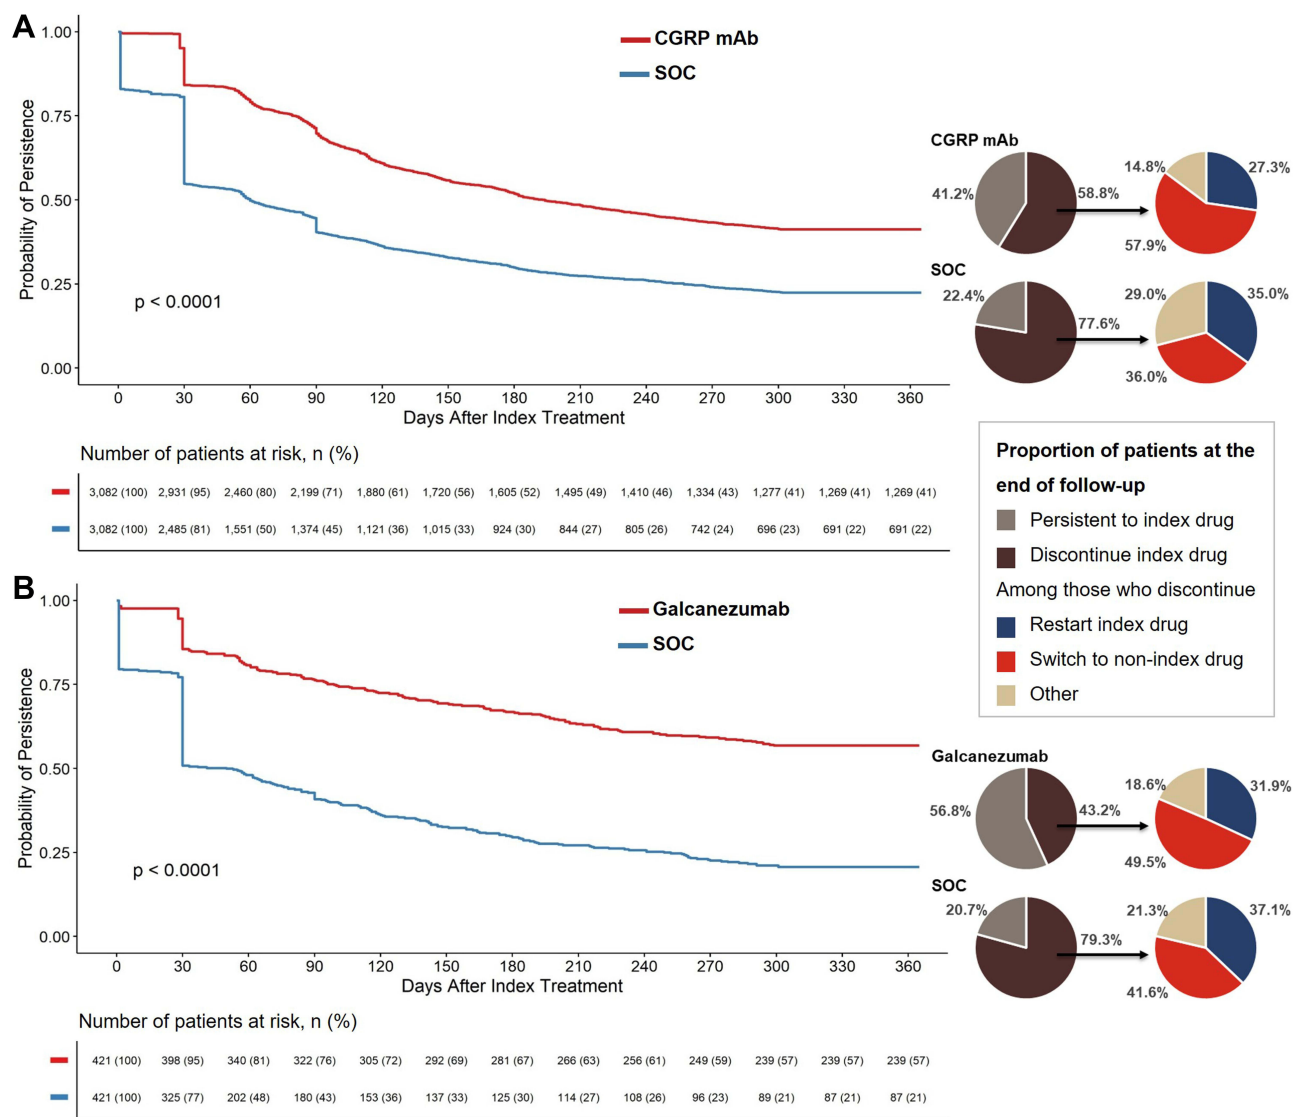 A
CGRP mAb
SOC
Probability of Persistence
1.00
0.75
0.50
0.25
0.00
p < 0.0001
0 30 60 90 120 150 180 210 240 270 300 330 360
Days After Index Treatment
CGRP mAb
41.2%
58.8%
14.8%
27.3%
57.9%
SOC
22.4%
77.6%
29.0%
35.0%
36.0%
Number of patients at risk, n (%)
3,082 (100) 2,931 (95) 2,460 (80) 2,199 (71) 1,880 (61) 1,720 (56) 1,605 (52) 1,495 (49) 1,410 (46) 1,334 (43) 1,277 (41) 1,269 (41) 1,269 (41)
3,082 (100) 2,485 (81) 1,551 (50) 1,374 (45) 1,121 (36) 1,015 (33) 924 (30) 844 (27) 805 (26) 742 (24) 696 (23) 691 (22) 691 (22)
Proportion of patients at the
end of follow-up
Persistent to index drug
Discontinue index drug
Among those who discontinue
Restart index drug
Switch to non-index drug
Other
B
Galcanezumab
SOC
Probability of Persistence
1.00
0.75
0.50
0.25
0.00
p < 0.0001
0 30 60 90 120 150 180 210 240 270 300 330 360
Days After Index Treatment
Galcanezumab
56.8%
43.2%
18.6%
31.9%
49.5%
SOC
20.7%
79.3%
21.3%
37.1%
41.6%
Number of patients at risk, n (%)
421 (100) 398 (95) 340 (81) 322 (76) 305 (72) 292 (69) 281 (67) 266 (63) 256 (61) 249 (59) 239 (57) 239 (57) 239 (57)
421 (100) 325 (77) 202 (48) 180 (43) 153 (36) 137 (33) 125 (30) 114 (27) 108 (26) 96 (23) 89 (21) 87 (21) 87 (21)